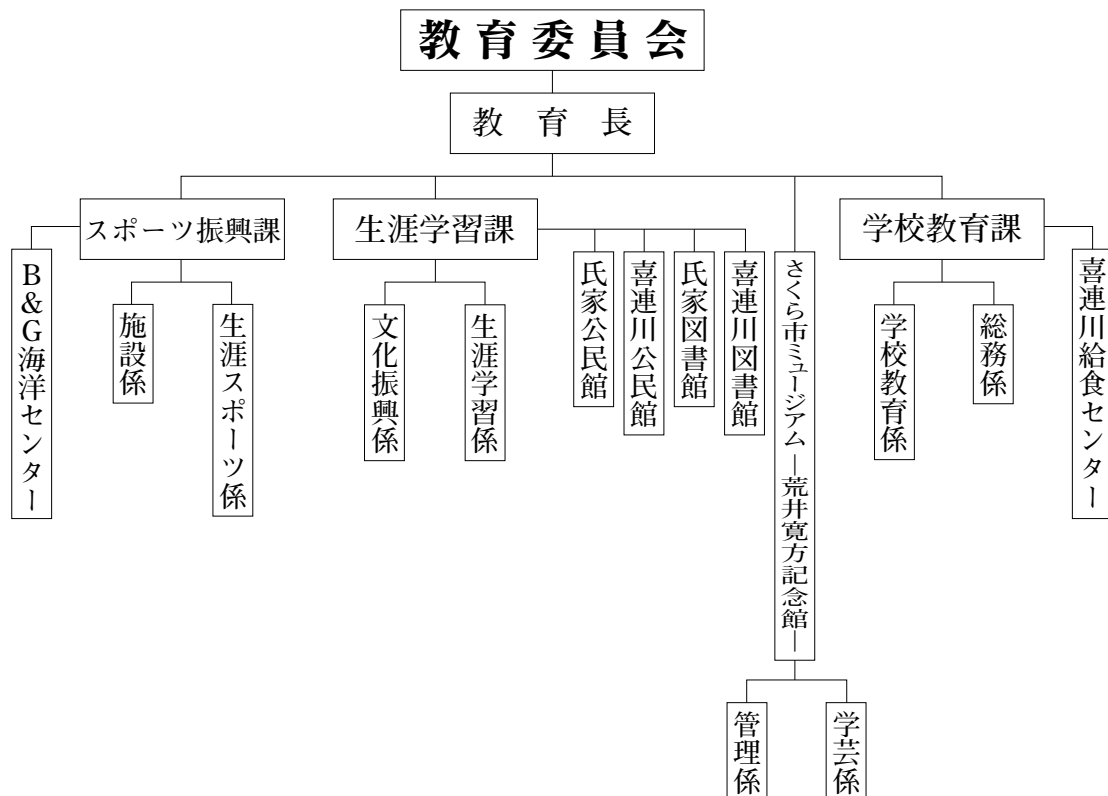 教育委員会
教育長
スポーツ振興課
生涯学習課
学校教育課
B&G海洋センター
施設係
生涯スポーツ係
文化振興係
生涯学習係
氏家公民館
喜連川公民館
氏家図書館
喜連川図書館
さくら市ミュージアム―荒井寛方記念館―
学校教育係
総務係
喜連川給食センター
管理係
学芸係